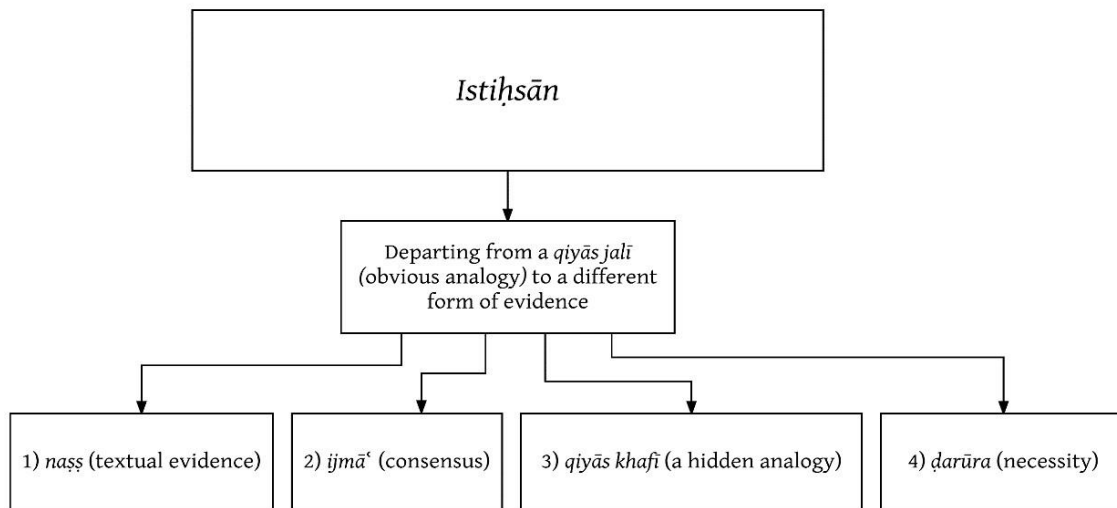 Istiḥsān
Departing from a qiyās jalī
(obvious analogy) to a different
form of evidence
1) naṣṣ (textual evidence)
2) ijmāʿ (consensus)
3) qiyās khafī (a hidden analogy)
4) ḍarūra (necessity)